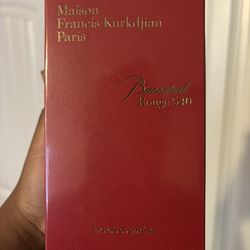 Maison
Francis Kurkdjian
Paris
Baccarat
Rouge 540
Extrait de parfum